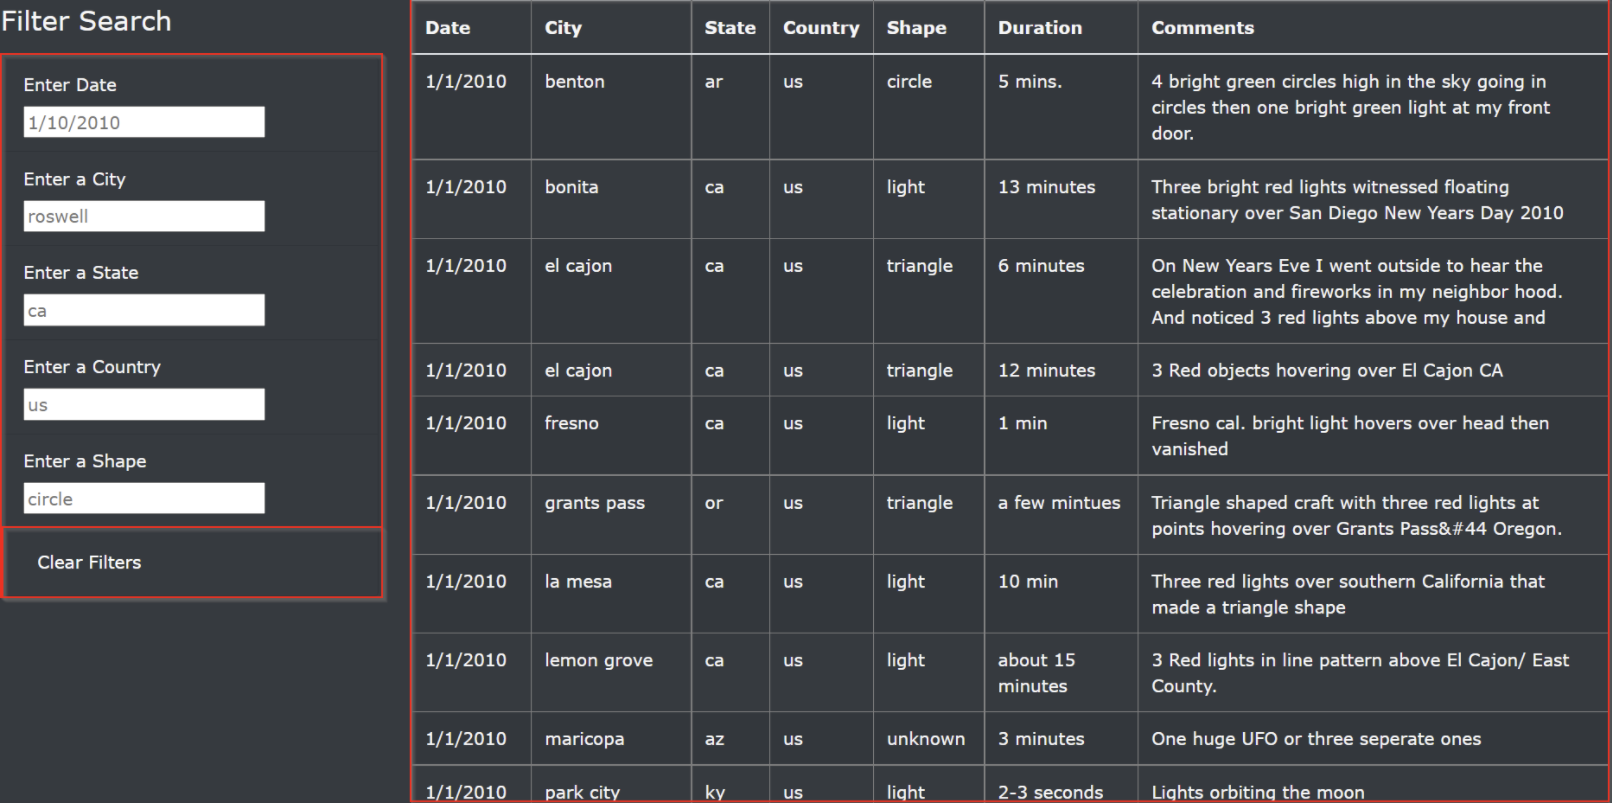 Filter Search
Enter Date
1/10/2010
Enter a City
roswell
Enter a State
ca
Enter a Country
us
Enter a Shape
circle
Clear Filters
Date City State Country Shape Duration Comments
1/1/2010 benton ar us circle 5 mins. 4 bright green circles high in the sky going in
circles then one bright green light at my front
door.
1/1/2010 bonita ca us light 13 minutes Three bright red lights witnessed floating
stationary over San Diego New Years Day 2010
1/1/2010 el cajon ca us triangle 6 minutes On New Years Eve I went outside to hear the
celebration and fireworks in my neighbor hood.
And noticed 3 red lights above my house and
1/1/2010 el cajon ca us triangle 12 minutes 3 Red objects hovering over El Cajon CA
1/1/2010 fresno ca us light 1 min Fresno cal. bright light hovers over head then
vanished
1/1/2010 grants pass or us triangle a few mintues Triangle shaped craft with three red lights at
points hovering over Grants Pass&#44 Oregon.
1/1/2010 la mesa ca us light 10 min Three red lights over southern California that
made a triangle shape
1/1/2010 lemon grove ca us light about 15 3 Red lights in line pattern above El Cajon/ East
minutes County.
1/1/2010 maricopa az us unknown 3 minutes One huge UFO or three seperate ones
1/1/2010 park city ky us light 2-3 seconds Lights orbiting the moon